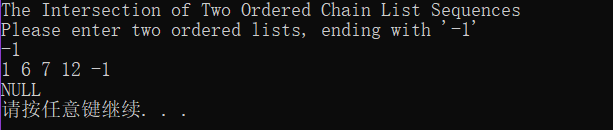 The Intersection of Two Ordered Chain List Sequences
Please enter two ordered lists, ending with '-1'
-1
1 6 7 12 -1
NULL
请按任意键继续. . .